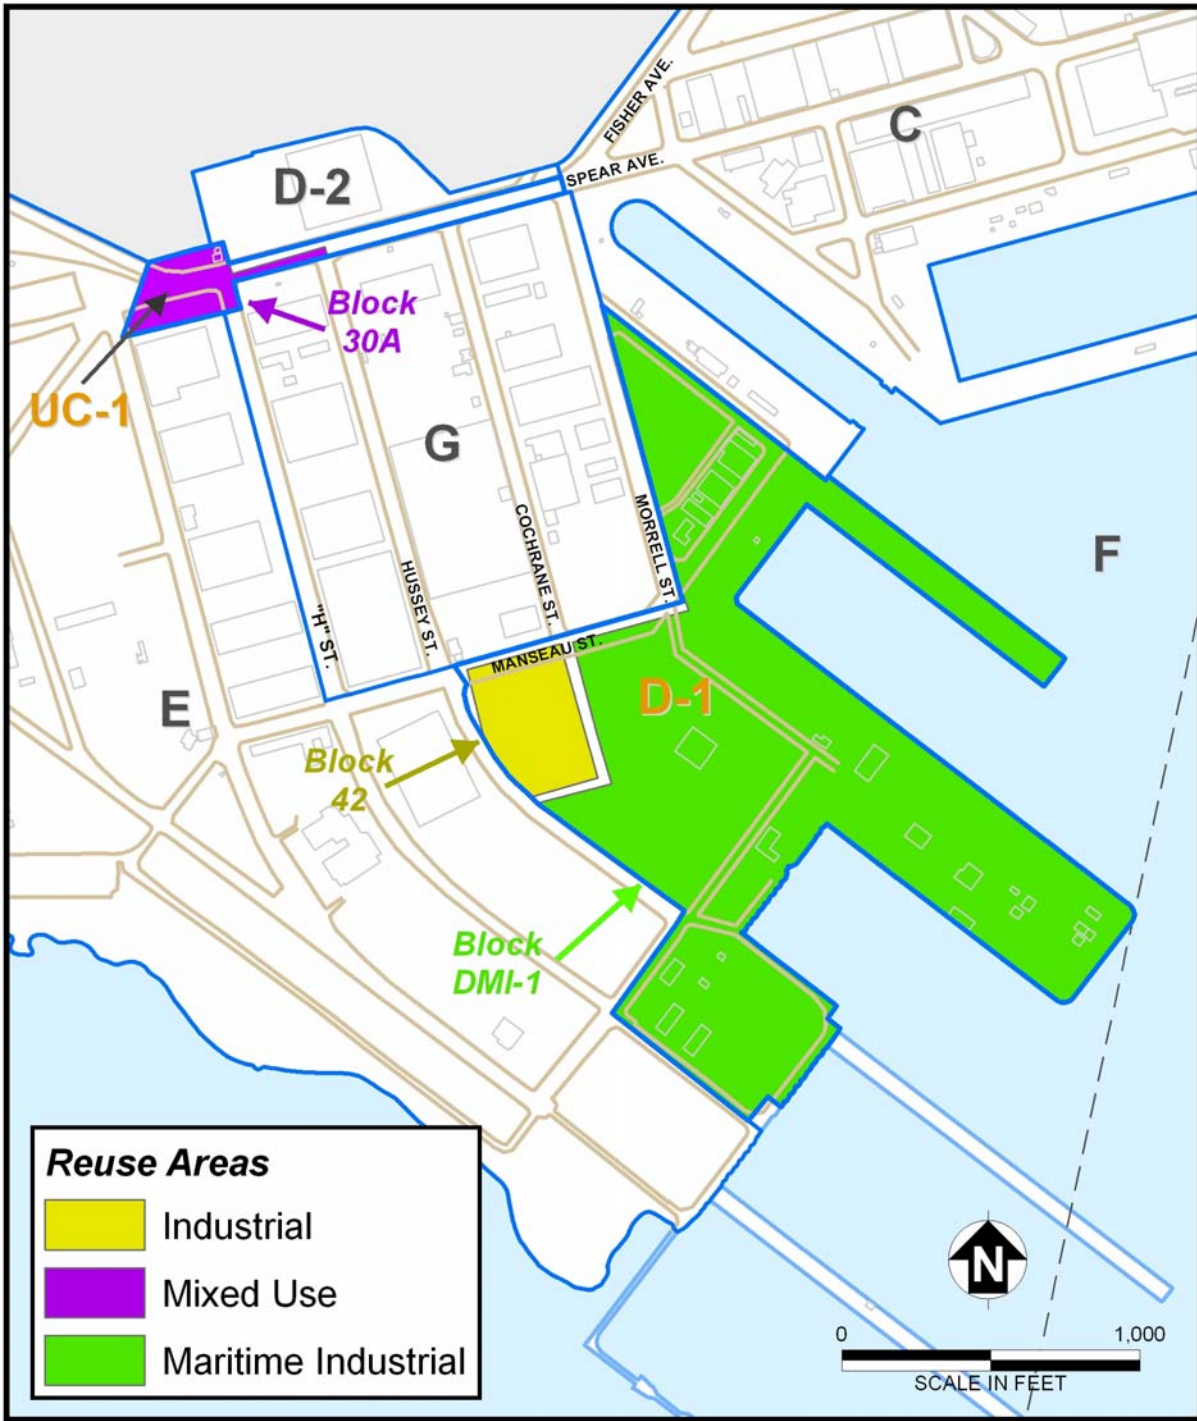 FISHER AVE.
C
SPEAR AVE.
D-2
Block
30A
UC-1
G
F
MORRELL ST.
COCHRANE ST.
HUSSEY ST.
"H" ST.
MANSEAU ST.
D-1
E
Block
42
Block
DMI-1
Reuse Areas
Industrial
Mixed Use
Maritime Industrial
N
0 1,000
SCALE IN FEET